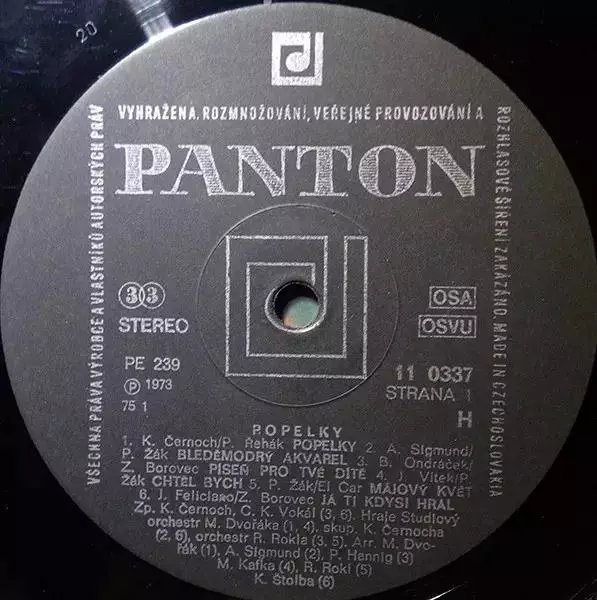 20
VYHRAŽENA. ROZMNOŽOVÁNÍ, VEŘEJNÉ PROVOZOVÁNÍ A
ROZHLASOVÉ ŠÍŘENÍ ZAKÁZÁNO. MADE IN CZECHOSLOVAKIA
VŠECHNA PRÁVA VÝROBCE A VLASTNÍKŮ AUTORSKÝCH PRÁV
PANTON
33
STEREO
OSA
OSVU
PE 239
Ⓟ 1973
75 1
11 0337
STRANA 1
H
POPELKY
1. K. Černoch/P. Řehák POPELKY 2. A. Sigmund/
P. Žák BLEDĚMODRÝ AKVAREL 3. B. Ondráček/
Z. Borovec PÍSEŇ PRO TVÉ DÍTĚ 4. J. Vítek/P.
Žák CHTĚL BYCH 5. P. Žák/El Car MÁJOVÝ KVĚT
6. J. Feliciano/Z. Borovec JÁ TI KDYSI HRÁL
Zp. K. Černoch, C. K. Vokál (3, 6). Hraje Studiový
orchestr M. Dvořáka (1, 4), skup. K. Černocha
(2, 6), orchestr R. Rokla (3, 5). Arr. M. Dvo-
řák (1), A. Sigmund (2), P. Hannig (3)
M. Kafka (4), R. Rokl (5)
K. Štolba (6)